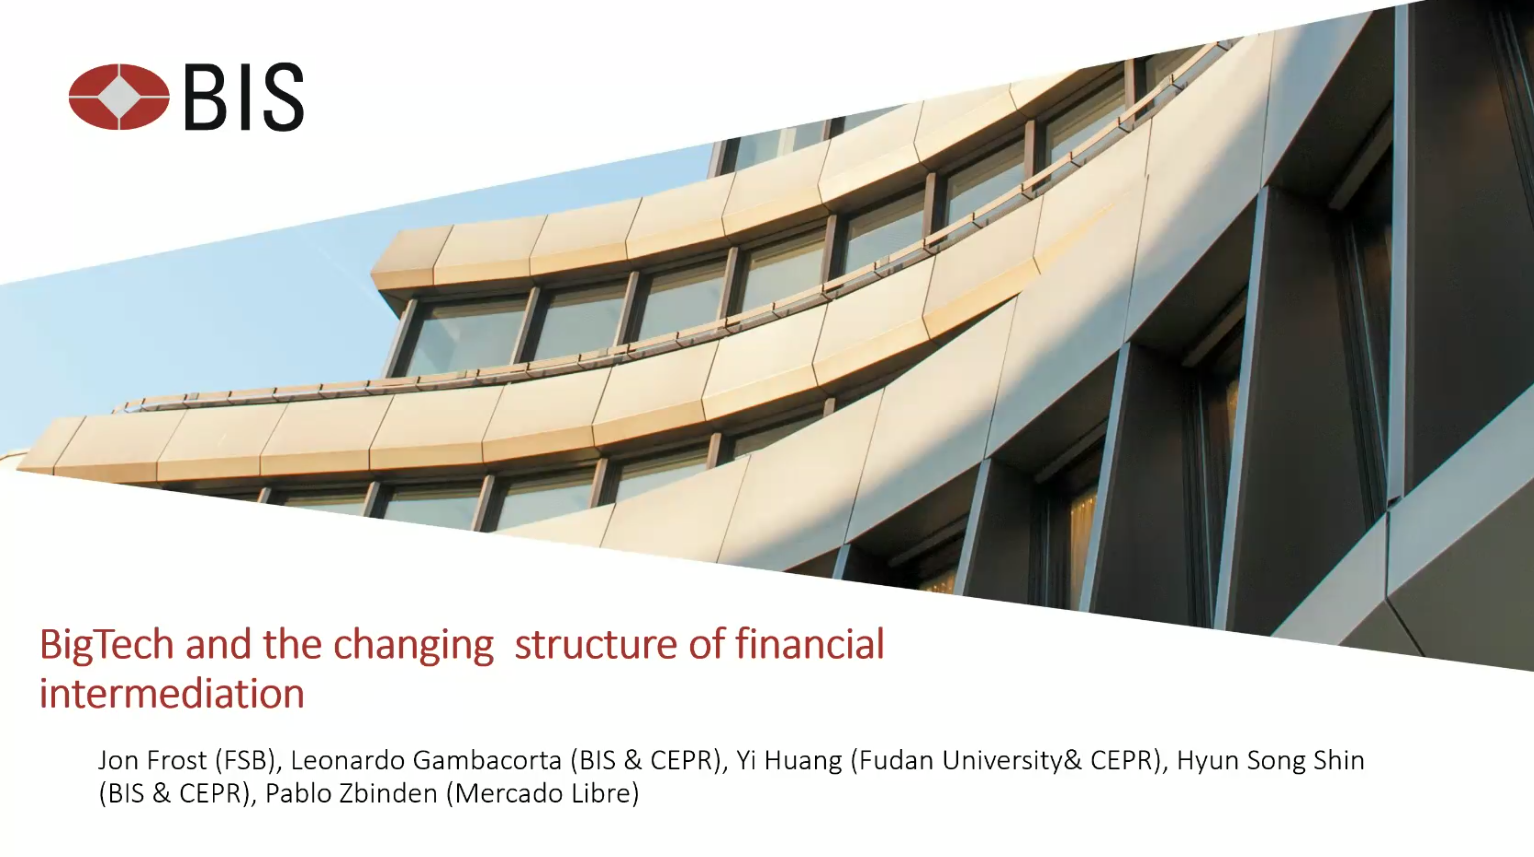 BIS
BigTech and the changing  structure of financial
intermediation
Jon Frost (FSB), Leonardo Gambacorta (BIS & CEPR), Yi Huang (Fudan University& CEPR), Hyun Song Shin
(BIS & CEPR), Pablo Zbinden (Mercado Libre)